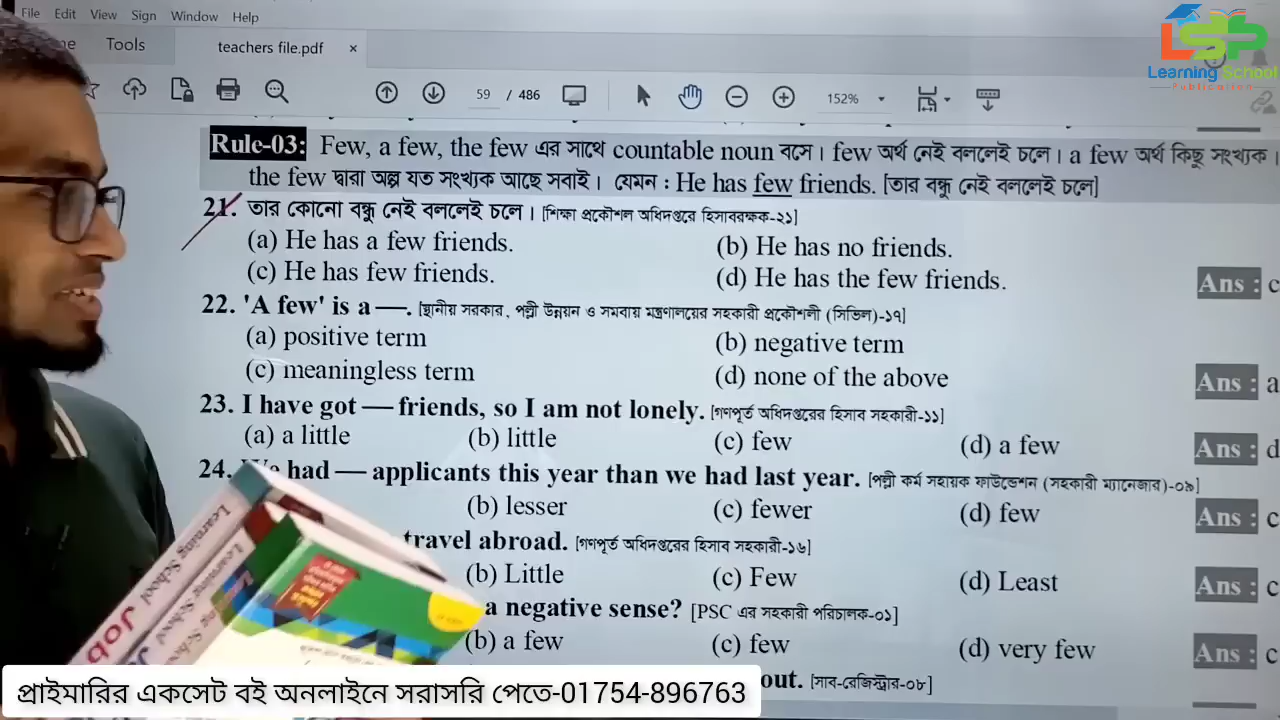 File Edit View Sign Window Help
Tools teachers file.pdf ×
59 / 486 152%
LSP
Learning School
Publication
Rule-03: Few, a few, the few এর সাথে countable noun বসে। few অর্থ নেই বললেই চলে। a few অর্থ কিছু সংখ্যক।
the few দ্বারা অল্প যত সংখ্যক আছে সবাই। যেমন : He has few friends. [তার বন্ধু নেই বললেই চলে]
21. তার কোনো বন্ধু নেই বললেই চলে। [শিক্ষা প্রকৌশল অধিদপ্তরে হিসাবরক্ষক-২১]
(a) He has a few friends. (b) He has no friends.
(c) He has few friends. (d) He has the few friends. Ans : c
22. 'A few' is a —. [স্থানীয় সরকার, পল্লী উন্নয়ন ও সমবায় মন্ত্রণালয়ের সহকারী প্রকৌশলী (সিভিল)-১৭]
(a) positive term (b) negative term
(c) meaningless term (d) none of the above Ans : a
23. I have got — friends, so I am not lonely. [গণপূর্ত অধিদপ্তরের হিসাব সহকারী-১১]
(a) a little (b) little (c) few (d) a few Ans : d
24. We had — applicants this year than we had last year. [পল্লী কর্ম সহায়ক ফাউন্ডেশন (সহকারী ম্যানেজার)-০৯]
(b) lesser (c) fewer (d) few Ans : c
travel abroad. [গণপূর্ত অধিদপ্তরের হিসাব সহকারী-১৬]
(b) Little (c) Few (d) Least Ans : c
a negative sense? [PSC এর সহকারী পরিচালক-০১]
(b) a few (c) few (d) very few Ans : c
out. [সাব-রেজিস্ট্রার-০৮]
Learning School
Job
Learning School
প্রাইমারির একসেট বই অনলাইনে সরাসরি পেতে-01754-896763